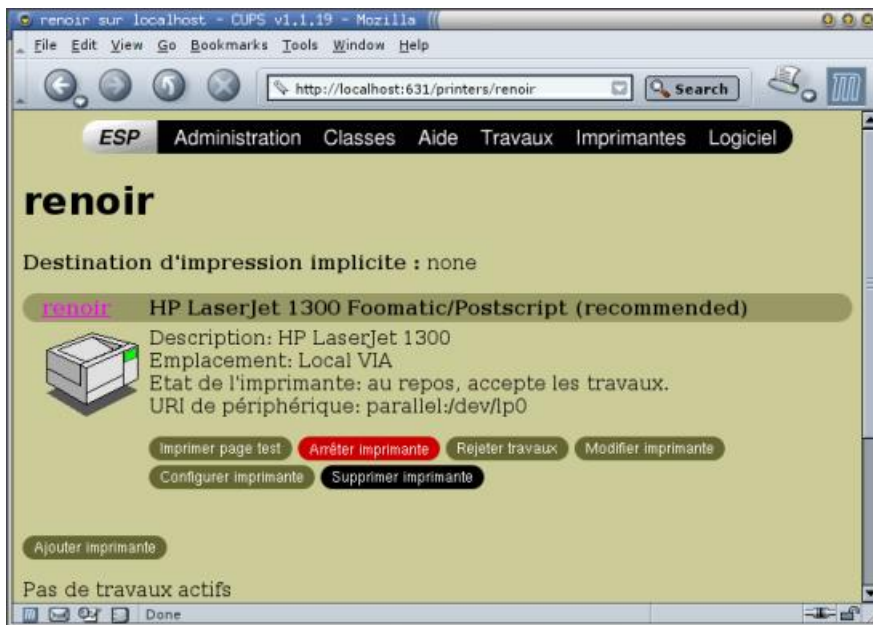 renoir sur localhost - CUPS v1.1.19 - Mozilla
File Edit View Go Bookmarks Tools Window Help
http://localhost:631/printers/renoir Search
ESP Administration Classes Aide Travaux Imprimantes Logiciel
renoir
Destination d'impression implicite : none
renoir HP LaserJet 1300 Foomatic/Postscript (recommended)
Description: HP LaserJet 1300
Emplacement: Local VIA
Etat de l'imprimante: au repos, accepte les travaux.
URI de périphérique: parallel:/dev/lp0
Imprimer page test Arrêter imprimante Rejeter travaux Modifier imprimante
Configurer imprimante Supprimer imprimante
Ajouter imprimante
Pas de travaux actifs
Done